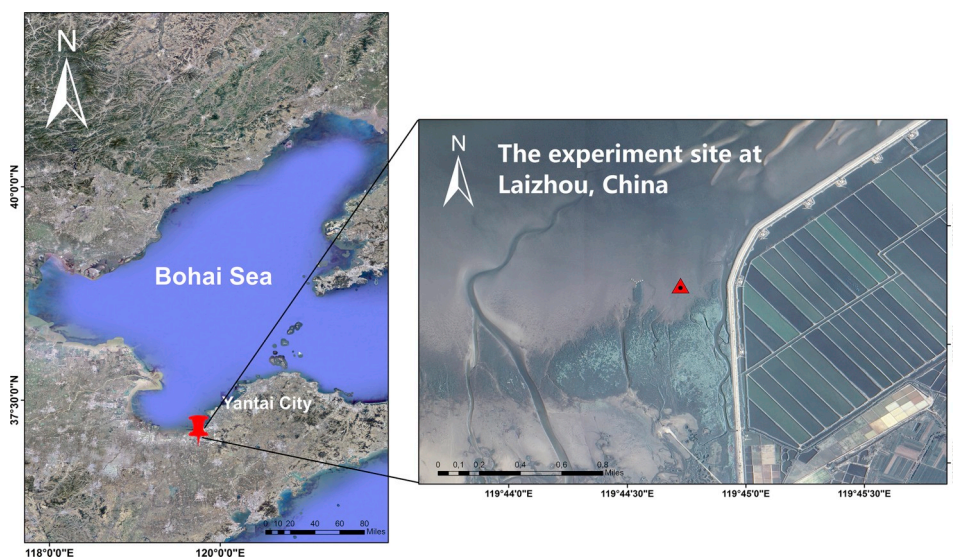 N
40°0'0"N
Bohai Sea
37°30'0"N
Yantai City
0 10 20 40 60 80
Miles
118°0'0"E
120°0'0"E
N
The experiment site at
Laizhou, China
0 0.1 0.2 0.4 0.6 0.8
Miles
119°44'0"E
119°44'30"E
119°45'0"E
119°45'30"E